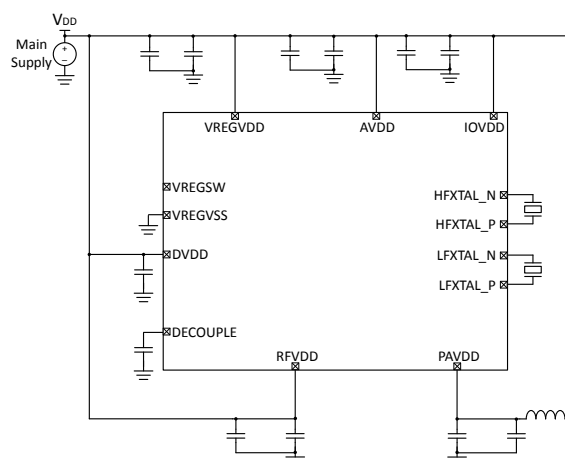 VDD
Main
Supply
+
–
VREGVDD
AVDD
IOVDD
VREGSW
HFXTAL_N
VREGVSS
HFXTAL_P
DVDD
LFXTAL_N
LFXTAL_P
DECOUPLE
RFVDD
PAVDD